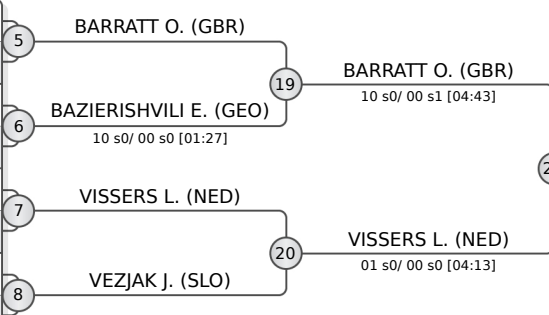 BARRATT O. (GBR)
5
19
BARRATT O. (GBR)
10 s0/ 00 s1 [04:43]
BAZIERISHVILI E. (GEO)
6
10 s0/ 00 s0 [01:27]
VISSERS L. (NED)
7
20
VISSERS L. (NED)
01 s0/ 00 s0 [04:13]
VEZJAK J. (SLO)
8